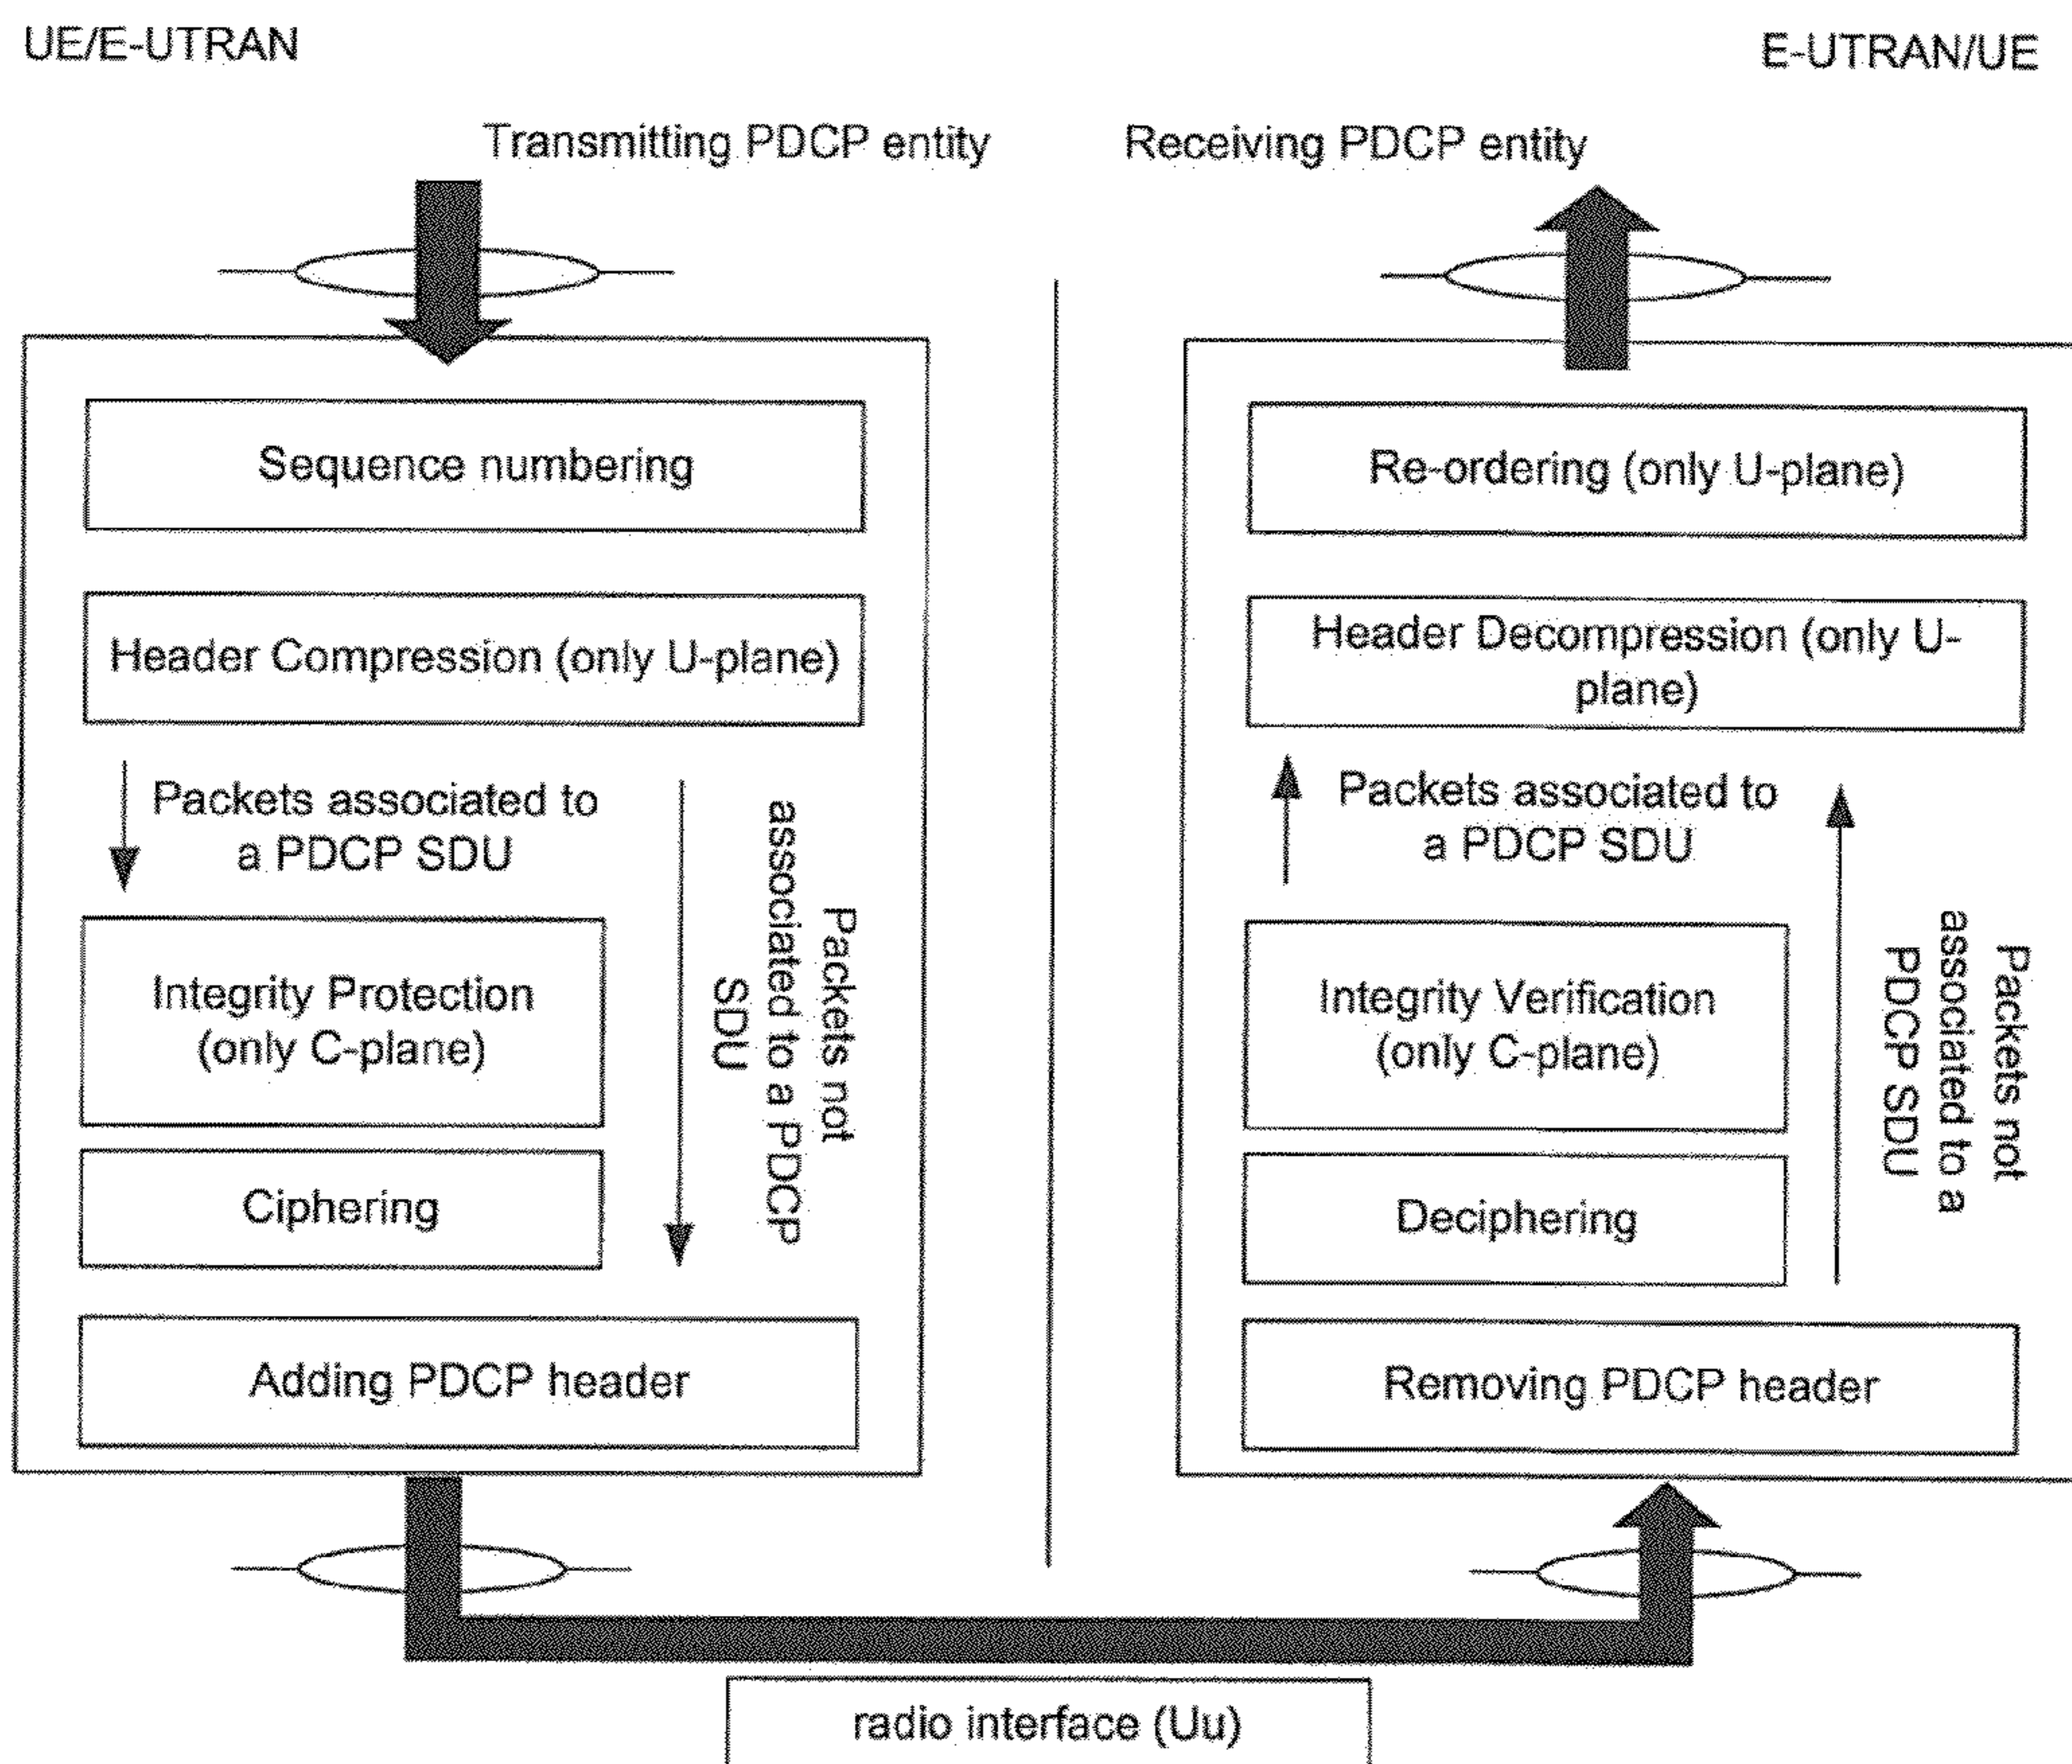 UE/E-UTRAN
E-UTRAN/UE
Transmitting PDCP entity
Receiving PDCP entity
Sequence numbering
Header Compression (only U-plane)
Packets associated to
a PDCP SDU
Packets not
associated to a PDCP
SDU
Integrity Protection
(only C-plane)
Ciphering
Adding PDCP header
Re-ordering (only U-plane)
Header Decompression (only U-
plane)
Packets associated to
a PDCP SDU
Packets not
associated to a
PDCP SDU
Integrity Verification
(only C-plane)
Deciphering
Removing PDCP header
radio interface (Uu)